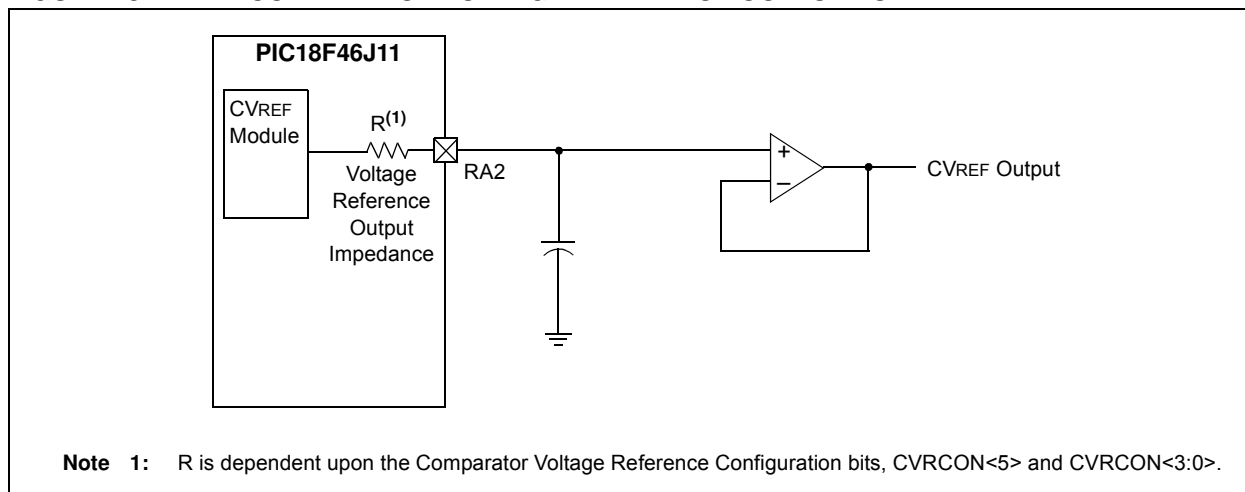 PIC18F46J11
CVREF
Module
R(1)
Voltage
Reference
Output
Impedance
RA2
+
–
CVREF Output
Note 1: R is dependent upon the Comparator Voltage Reference Configuration bits, CVRCON<5> and CVRCON<3:0>.